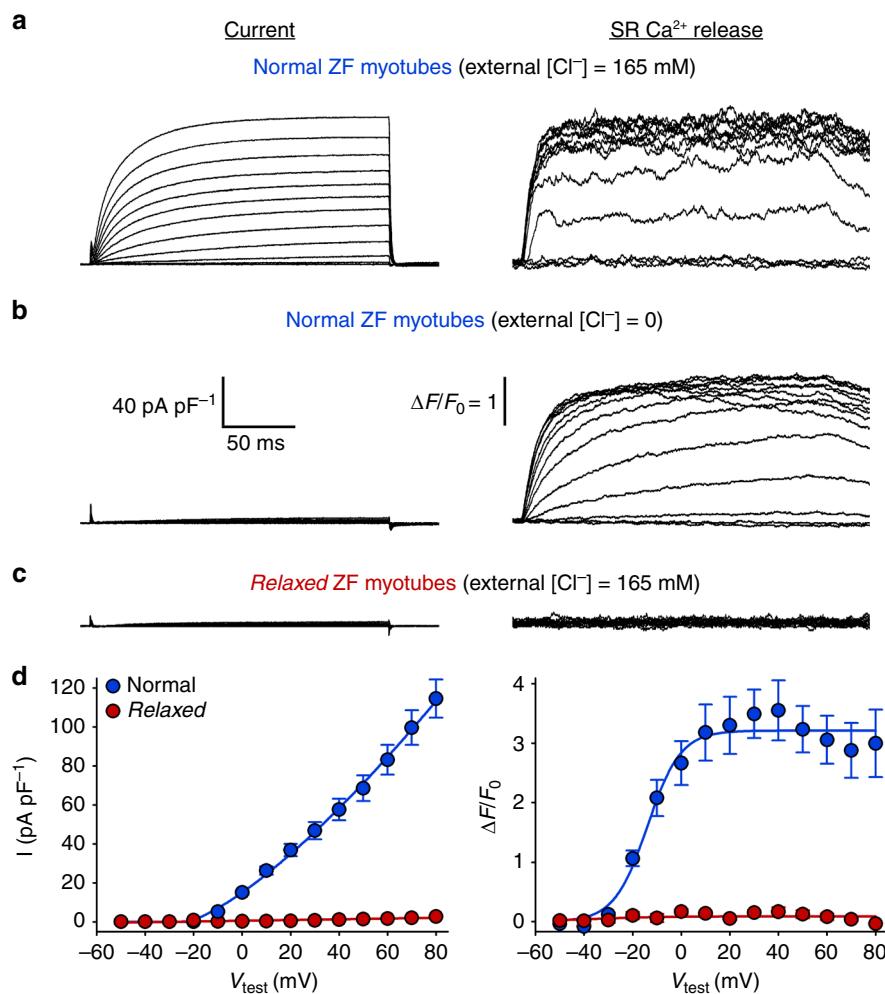 a
Current
SR Ca²⁺ release
Normal ZF myotubes (external [Cl⁻] = 165 mM)
b
Normal ZF myotubes (external [Cl⁻] = 0)
40 pA pF⁻¹
50 ms
ΔF/F₀ = 1
c
Relaxed ZF myotubes (external [Cl⁻] = 165 mM)
d
Normal
Relaxed
I (pA pF⁻¹)
120
100
80
60
40
20
0
−60 −40 −20 0 20 40 60 80
V_test (mV)
ΔF/F₀
4
3
2
1
0
−60 −40 −20 0 20 40 60 80
V_test (mV)